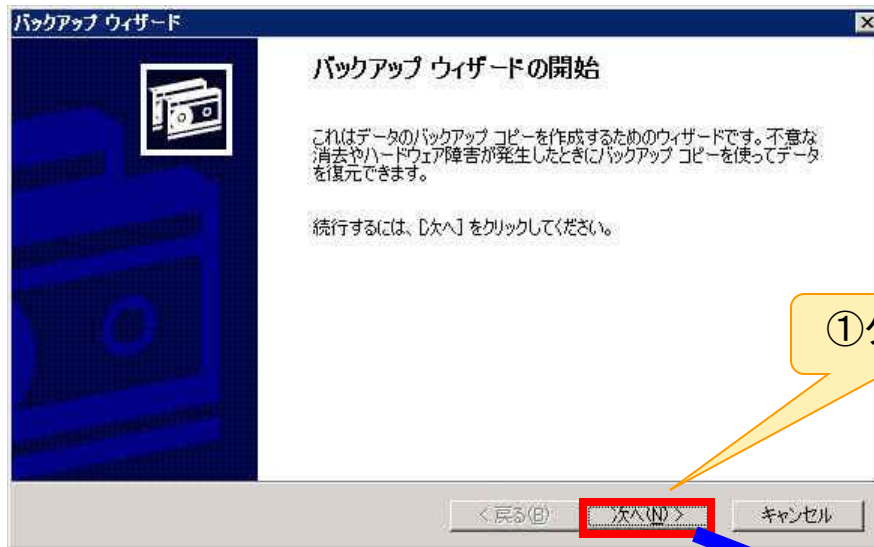 バックアップ ウィザード
バックアップ ウィザードの開始
これはデータのバックアップ コピーを作成するためのウィザードです。不意な
消去やハードウェア障害が発生したときにバックアップ コピーを使ってデータ
を復元できます。
続行するには、[次へ] をクリックしてください。
①
< 戻る(B)
次へ(N) >
キャンセル